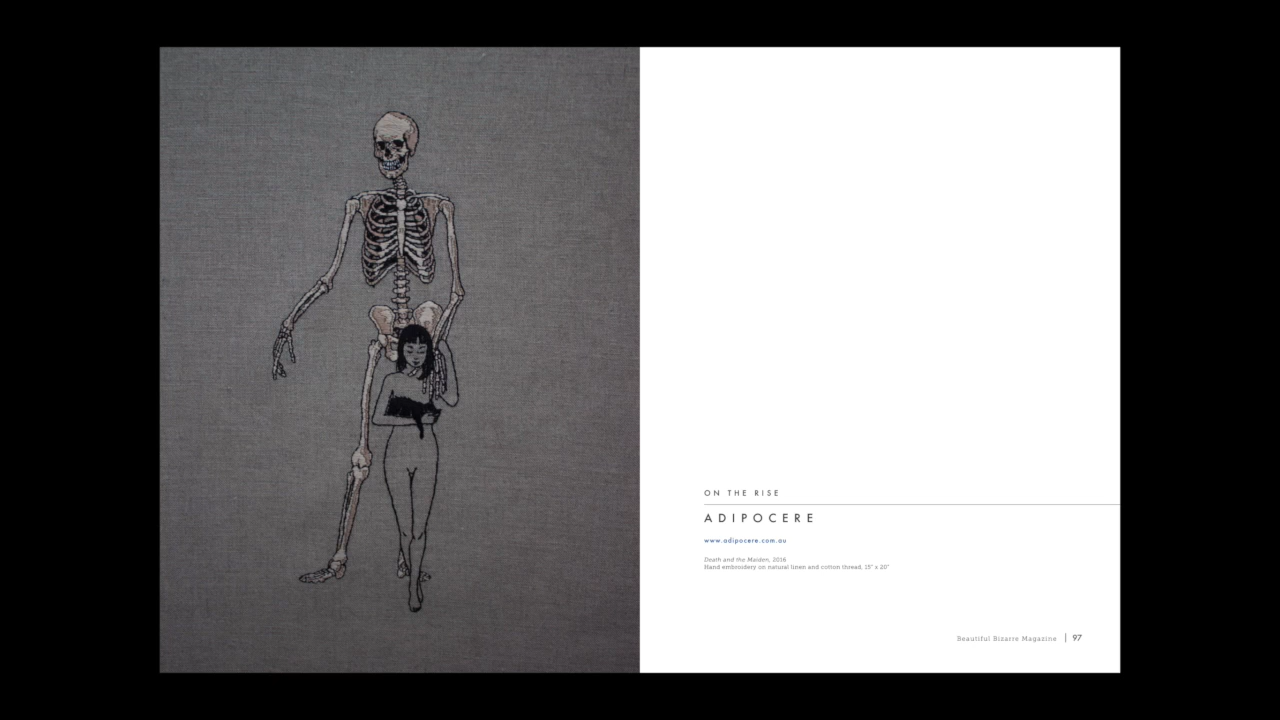 ON THE RISE
ADIPOCERE
www.adipocere.com.au
Death and the Maiden, 2016
Hand embroidery on natural linen and cotton thread, 15" x 20"
Beautiful Bizarre Magazine | 97